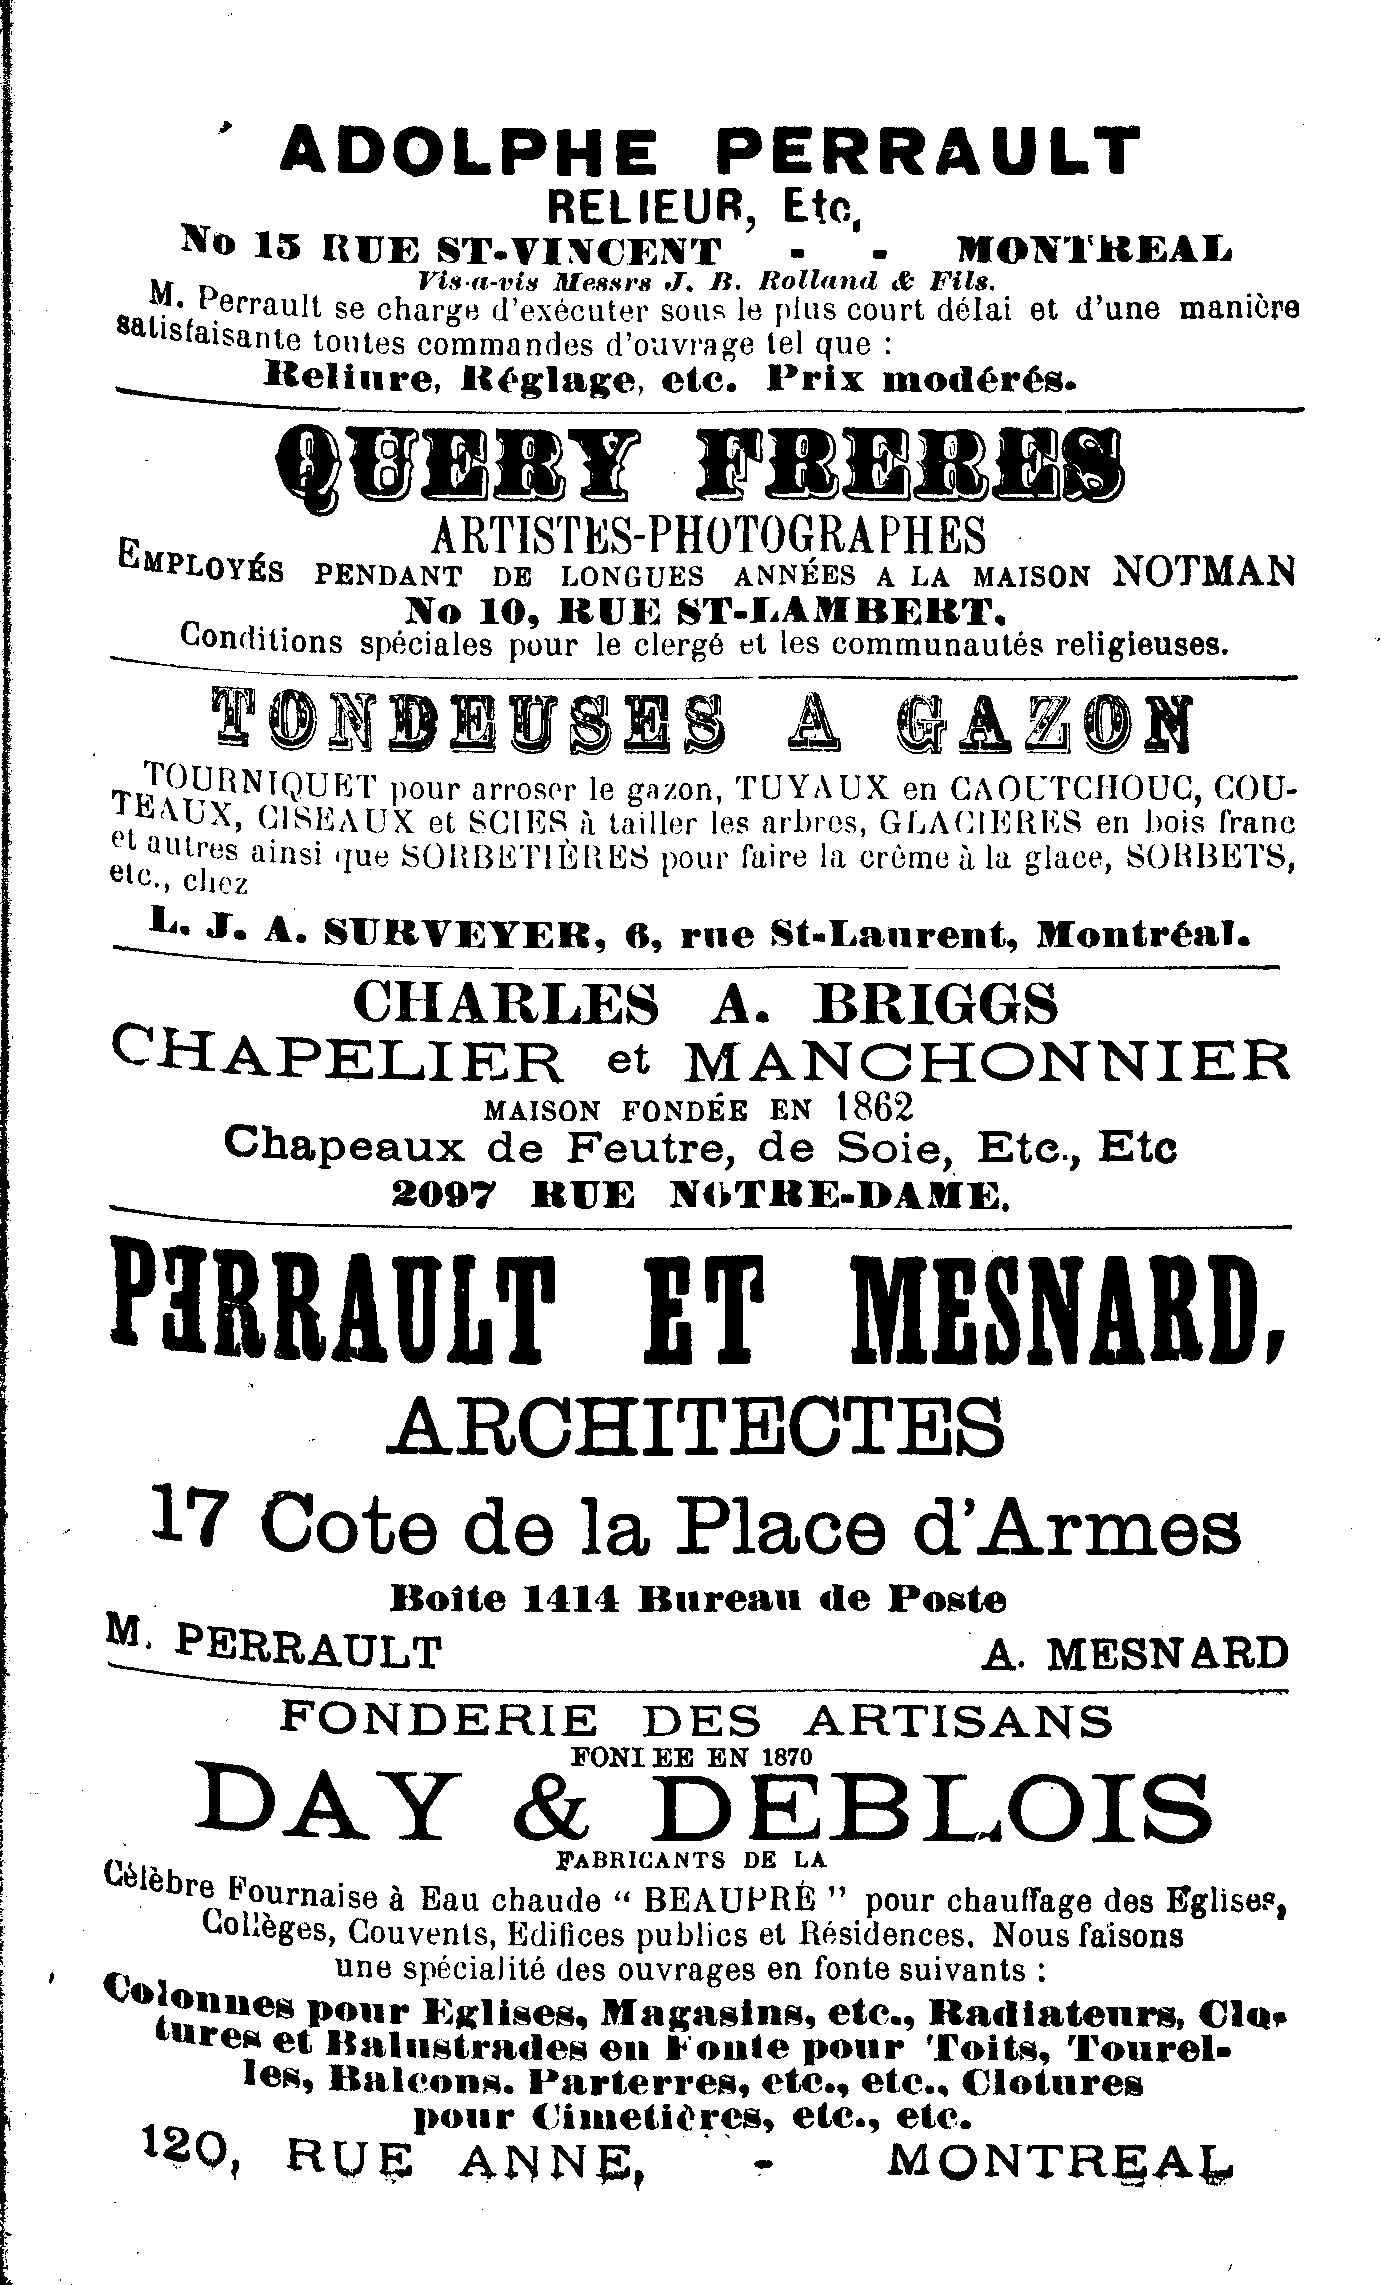 ADOLPHE PERRAULT
RELIEUR, Etc,
No 15 RUE ST-VINCENT - - MONTREAL
Vis-a-vis Messrs J. B. Rolland & Fils.
M. Perrault se charge d'exécuter sous le plus court délai et d'une manière
satisfaisante toutes commandes d'ouvrage tel que :
Reliure, Réglage, etc. Prix modérés.
QUERY FRERES
ARTISTES-PHOTOGRAPHES
EMPLOYÉS PENDANT DE LONGUES ANNÉES A LA MAISON NOTMAN
No 10, RUE ST-LAMBERT.
Conditions spéciales pour le clergé et les communautés religieuses.
TONDEUSES A GAZON
TOURNIQUET pour arroser le gazon, TUYAUX en CAOUTCHOUC, COU-
TEAUX, CISEAUX et SCIES à tailler les arbres, GLACIERES en bois franc
et autres ainsi que SORBETIÈRES pour faire la crème à la glace, SORBETS,
etc., chez
L. J. A. SURVEYER, 6, rue St-Laurent, Montréal.
CHARLES A. BRIGGS
CHAPELIER et MANCHONNIER
MAISON FONDÉE EN 1862
Chapeaux de Feutre, de Soie, Etc., Etc
2097 RUE NOTRE-DAME.
PERRAULT ET MESNARD,
ARCHITECTES
17 Cote de la Place d'Armes
Boîte 1414 Bureau de Poste
M. PERRAULT A. MESNARD
FONDERIE DES ARTISANS
FONDEE EN 1870
DAY & DEBLOIS
FABRICANTS DE LA
Célèbre Fournaise à Eau chaude "BEAUPRÉ" pour chauffage des Eglises,
Collèges, Couvents, Edifices publics et Résidences. Nous faisons
une spécialité des ouvrages en fonte suivants :
Colonnes pour Eglises, Magasins, etc., Radiateurs, Clo-
tures et Balustrades en Fonte pour Toits, Tourel-
les, Balcons. Parterres, etc., etc., Clotures
pour Cimetières, etc., etc.
120, RUE ANNE, - MONTREAL